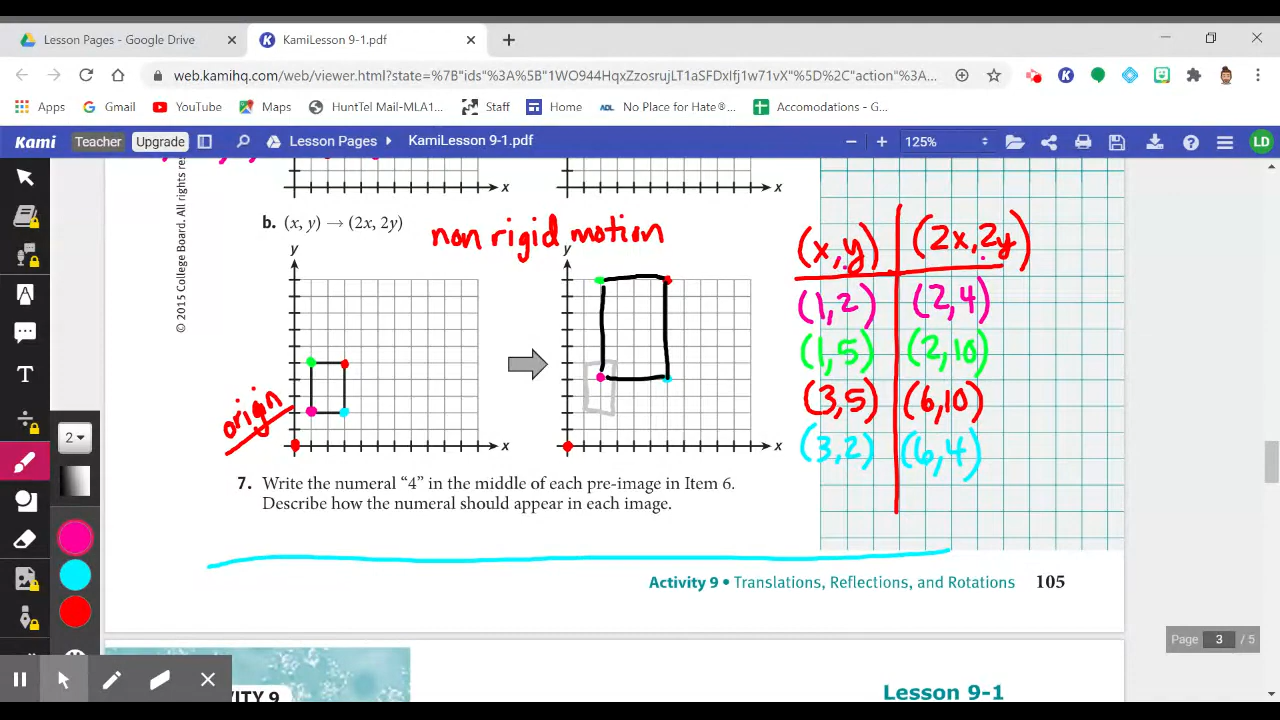 Lesson Pages - Google Drive
KamiLesson 9-1.pdf
web.kamihq.com/web/viewer.html?state=%7B"ids"%3A%5B"1WO944HqxZzosrujLT1aSFDxIfj1w71vX"%5D%2C"action"%3A...
Apps
Gmail
YouTube
Maps
HuntTel Mail-MLA1...
Staff
ADL
No Place for Hate...
Home
Accomodations - G...
Kami
Teacher
Upgrade
Lesson Pages
KamiLesson 9-1.pdf
125%
LD
© 2015 College Board. All rights res
x
x
b. (x, y) → (2x, 2y)
non rigid motion
y
y
origin
x
x
(x,y) (2x,2y)
(1,2) (2,4)
(1,5) (2,10)
(3,5) (6,10)
(3,2) (6,4)
7. Write the numeral “4” in the middle of each pre-image in Item 6.
Describe how the numeral should appear in each image.
Activity 9 • Translations, Reflections, and Rotations 105
2
T
Page 3 / 5
VITY 9
Lesson 9-1